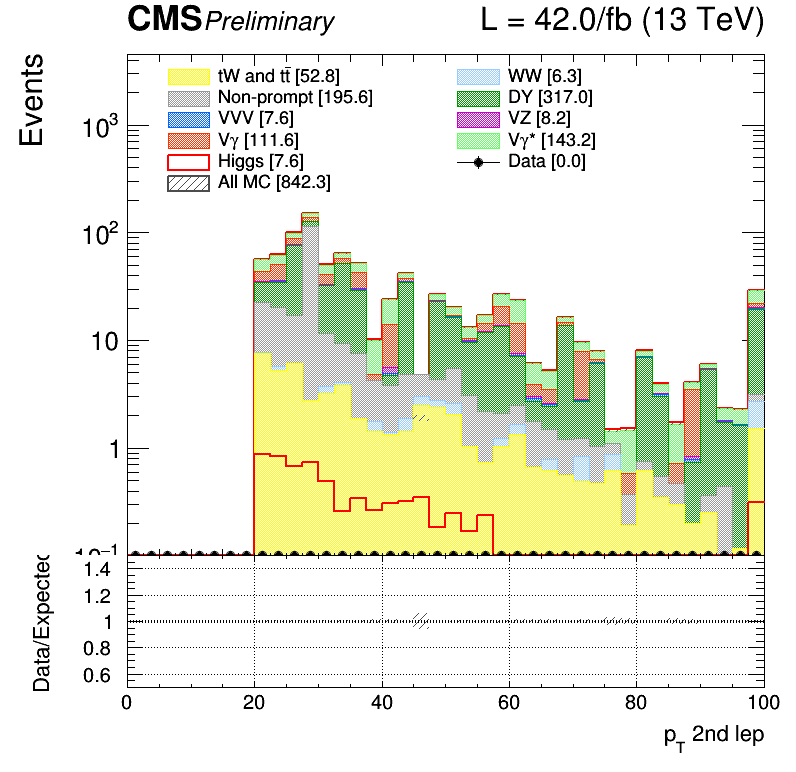 CMS Preliminary L = 42.0/fb (13 TeV)
Events
tW and tt̄ [52.8] WW [6.3]
Non-prompt [195.6] DY [317.0]
VVV [7.6] VZ [8.2]
Vγ [111.6] Vγ* [143.2]
Higgs [7.6] Data [0.0]
All MC [842.3]
10³
10²
10
1
10⁻¹
Data/Expected
1.4
1.2
1
0.8
0.6
0 20 40 60 80 100
p_T 2nd lep